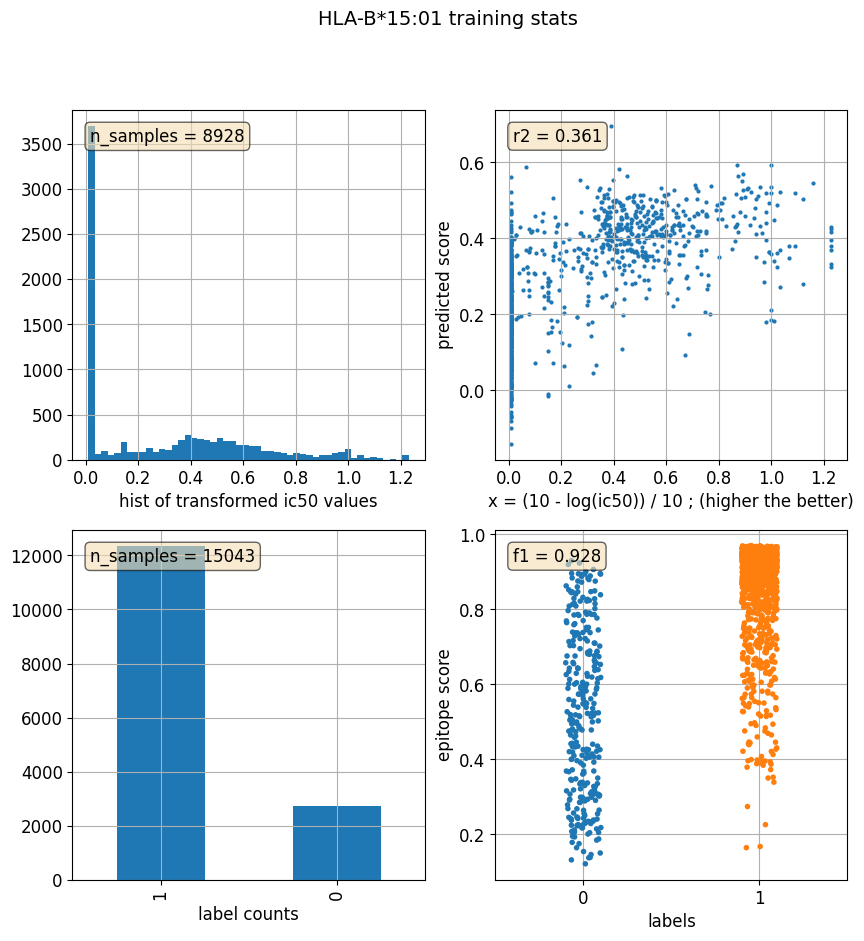 HLA-B*15:01 training stats
n_samples = 8928
3500
3000
2500
2000
1500
1000
500
0
0.0 0.2 0.4 0.6 0.8 1.0 1.2
hist of transformed ic50 values
r2 = 0.361
predicted score
0.6
0.4
0.2
0.0
0.0 0.2 0.4 0.6 0.8 1.0 1.2
x = (10 - log(ic50)) / 10 ; (higher the better)
n_samples = 15043
12000
10000
8000
6000
4000
2000
0
1 0
label counts
f1 = 0.928
epitope score
1.0
0.8
0.6
0.4
0.2
0 1
labels